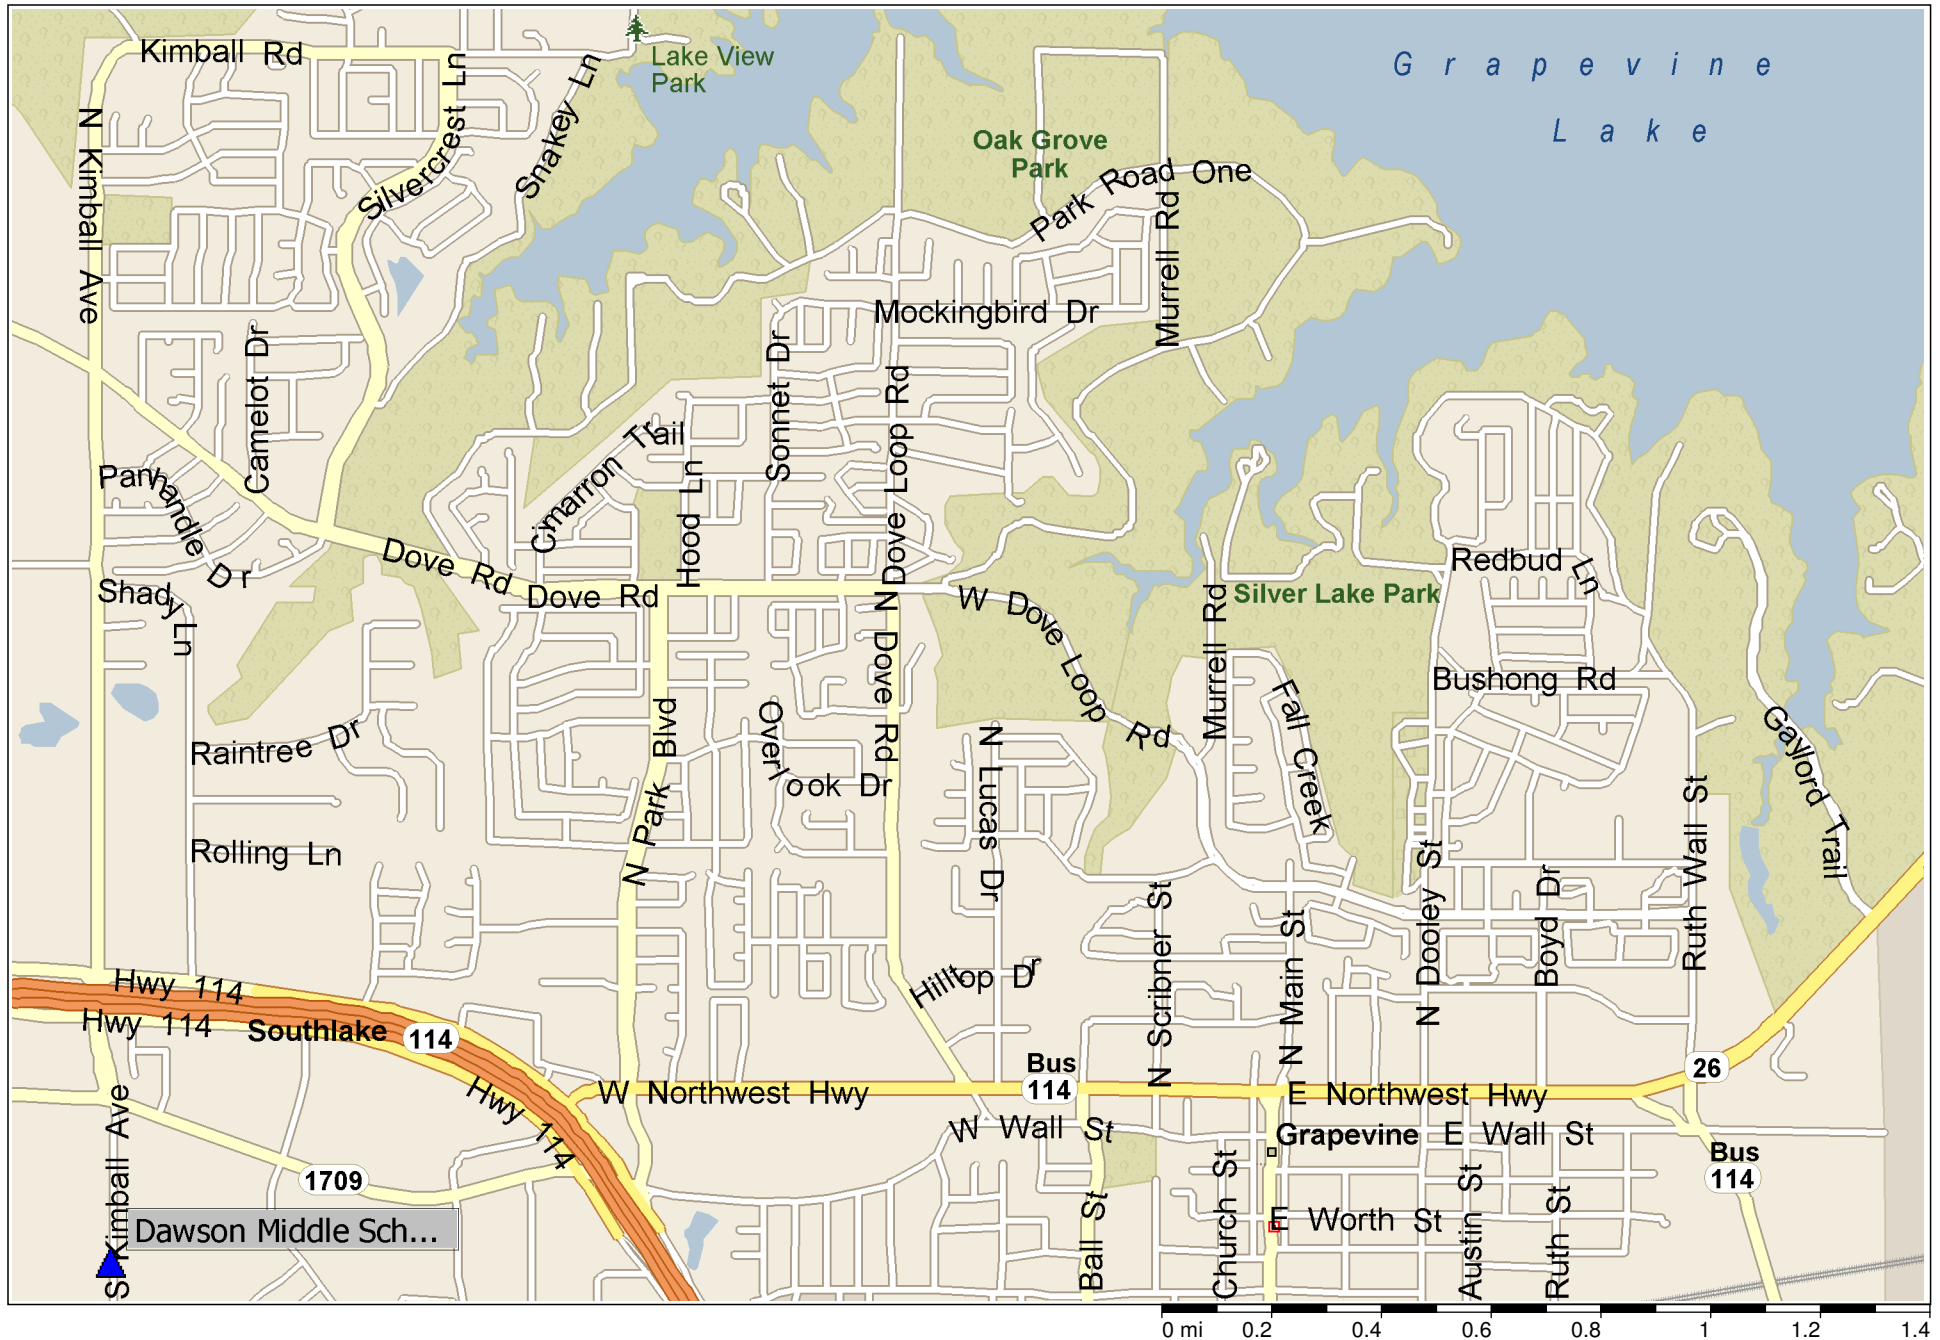 Kimball Rd
Lake View
Park
Grapevine
Lake
N Kimball Ave
Silvercrest Ln
Snakey Ln
Oak Grove
Park
Park Road One
Murrell Rd
Mockingbird Dr
Camelot Dr
Sonnet Dr
N Dove Loop Rd
Cimarron Trail
Hood Ln
Panhandle Dr
Dove Rd
Dove Rd
Shady Ln
W Dove Loop Rd
Murrell Rd
Silver Lake Park
Redbud Ln
Bushong Rd
N Dove Rd
Raintree Dr
N Park Blvd
Overlook Dr
N Lucas Dr
Fall Creek
Gaylord Trail
Rolling Ln
Ruth Wall St
N Dooley St
Boyd Dr
N Scribner St
N Main St
Hilltop Dr
Hwy 114
Hwy 114
Southlake
114
Hwy 114
W Northwest Hwy
Bus
114
E Northwest Hwy
26
W Wall St
Grapevine
E Wall St
Bus
114
1709
S Kimball Ave
Dawson Middle Sch...
Ball St
Church St
E Worth St
Austin St
Ruth St
0 mi 0.2 0.4 0.6 0.8 1 1.2 1.4